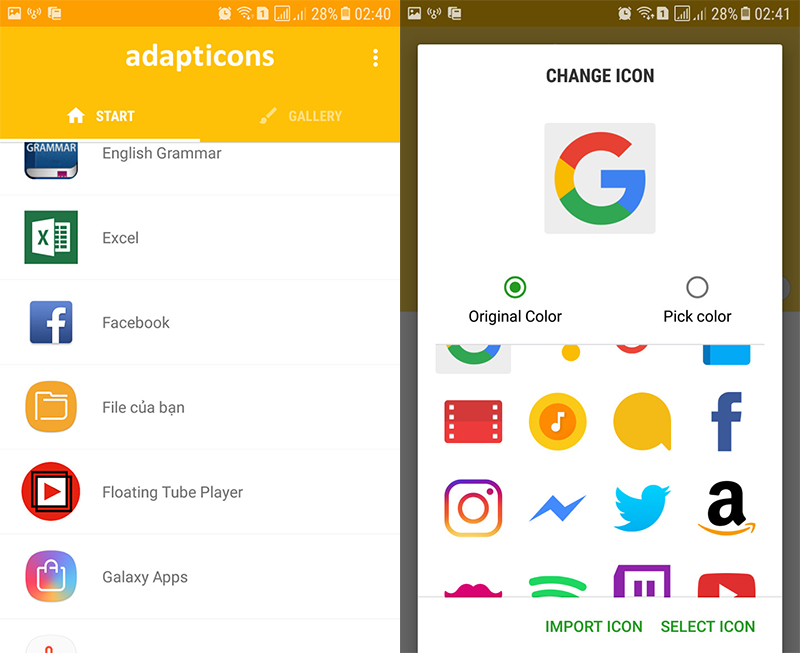 28% 02:40
adapticons
START
GALLERY
GRAMMAR
English Grammar
X
Excel
f
Facebook
File của bạn
Floating Tube Player
Galaxy Apps
1 28% 02:41
CHANGE ICON
G
Original Color
Pick color
f
a
IMPORT ICON
SELECT ICON